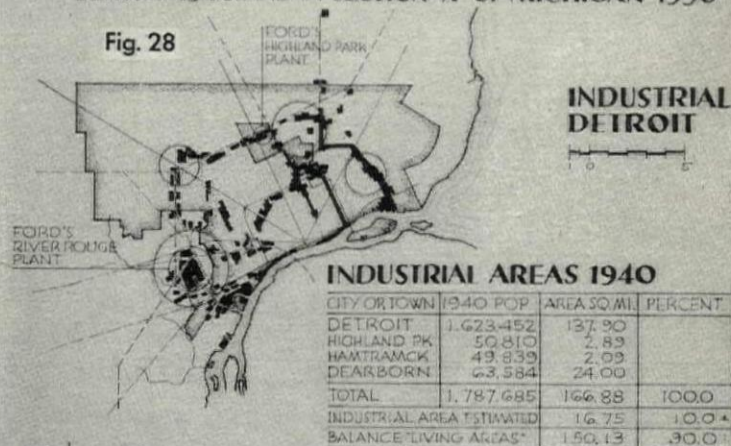 Fig. 28
FORD'S
HIGHLAND PARK
PLANT
INDUSTRIAL
DETROIT
1 0 5
FORD'S
RIVER ROUGE
PLANT
INDUSTRIAL AREAS 1940
CITY OR TOWN 1940 POP AREA SQ.MI. PERCENT
DETROIT 1.623.452 137.90
HIGHLAND PK 50.810 2.89
HAMTRAMCK 49.839 2.09
DEARBORN 63.584 24.00
TOTAL 1.787.685 166.88 100.0
INDUSTRIAL AREA ESTIMATED 16.75 10.0
BALANCE "LIVING AREAS" 150.13 90.0